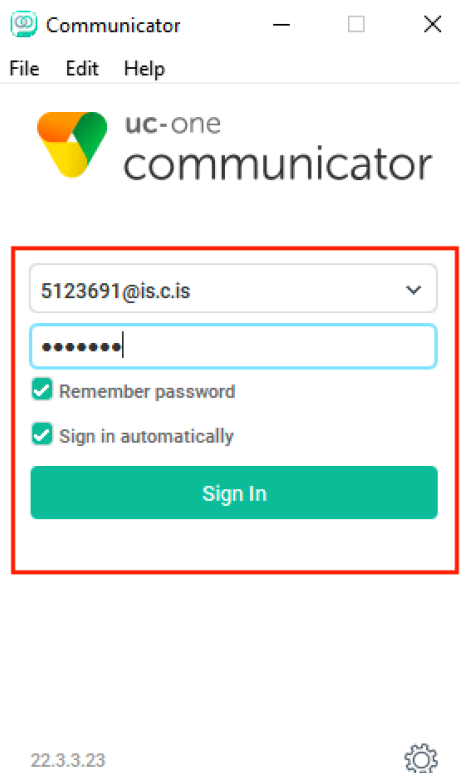 Communicator
File Edit Help
uc-one
communicator
5123691@is.c.is
•••••••
Remember password
Sign in automatically
Sign In
22.3.3.23